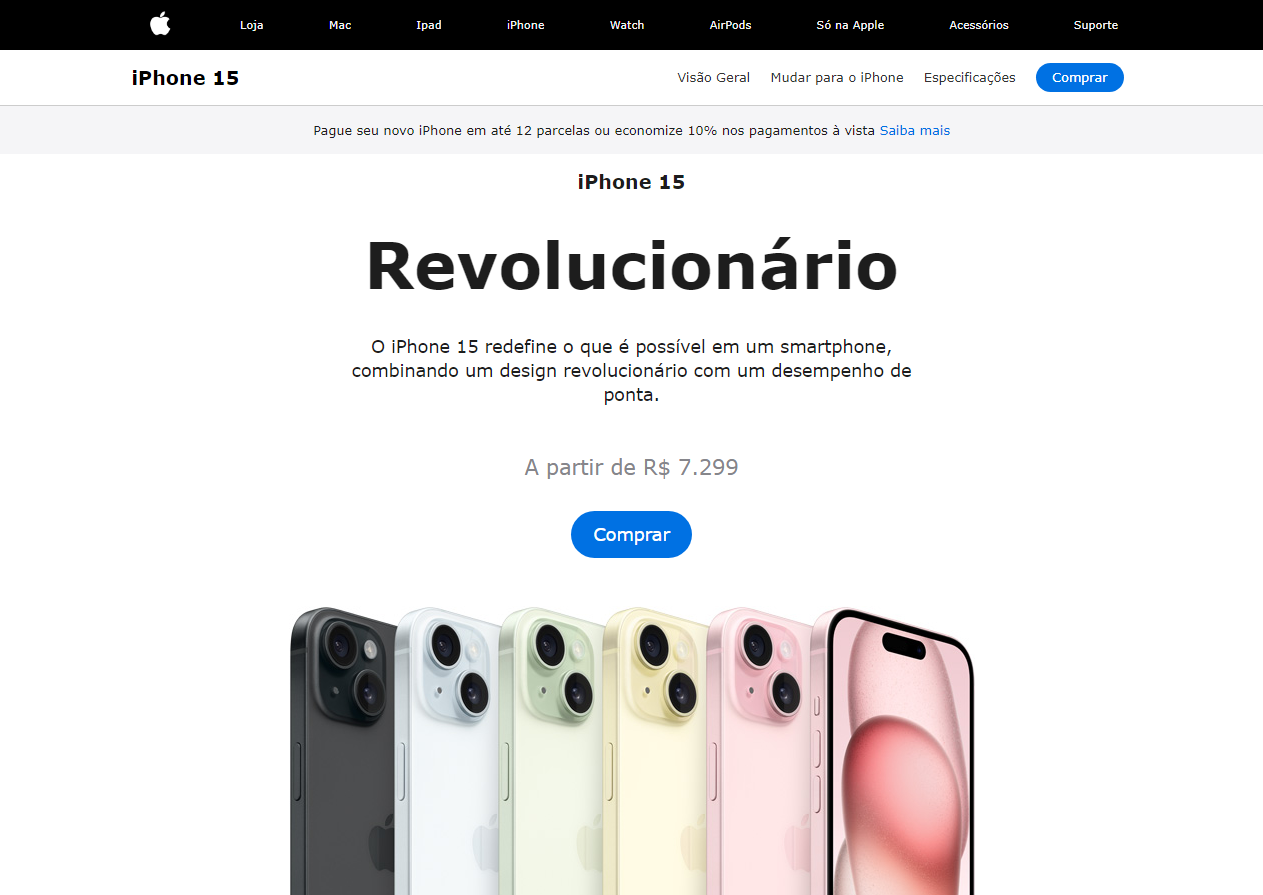 Loja Mac Ipad iPhone Watch AirPods Só na Apple Acessórios Suporte
iPhone 15 Visão Geral Mudar para o iPhone Especificações Comprar
Pague seu novo iPhone em até 12 parcelas ou economize 10% nos pagamentos à vista Saiba mais
iPhone 15
Revolucionário
O iPhone 15 redefine o que é possível em um smartphone,
combinando um design revolucionário com um desempenho de
ponta.
A partir de R$ 7.299
Comprar